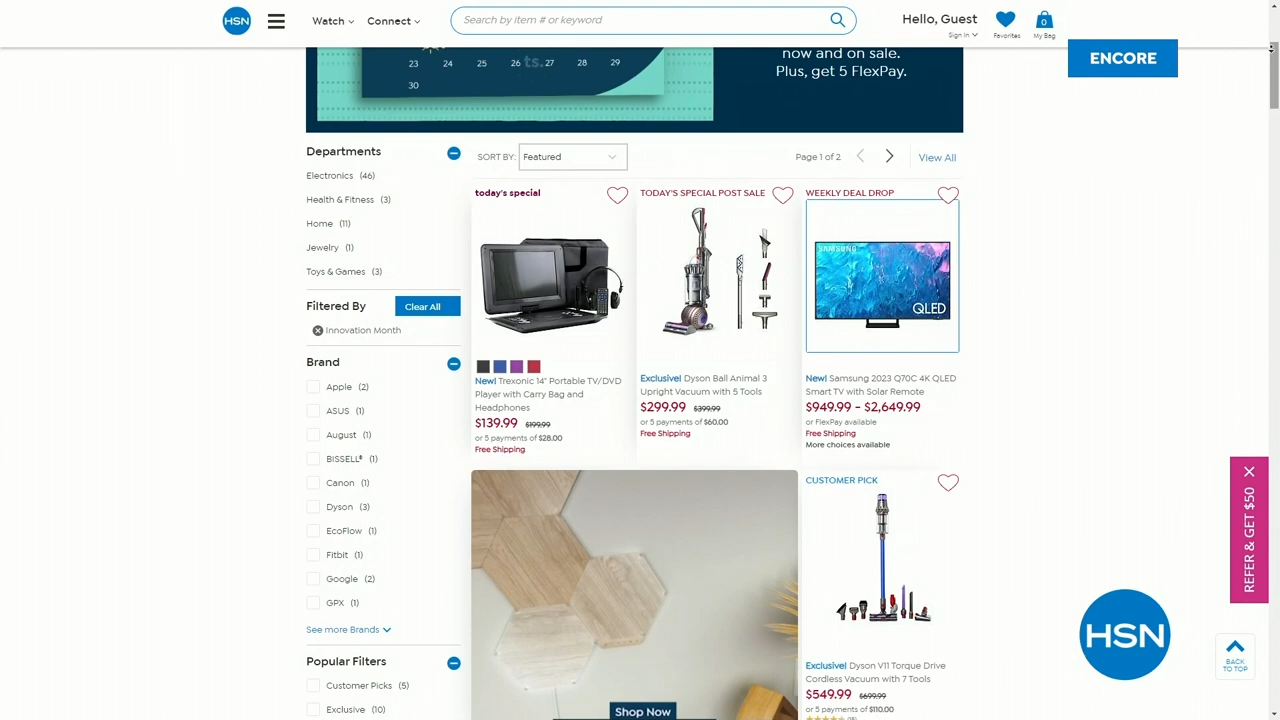 HSN
Watch
Connect
Search by item # or keyword
Hello, Guest
Sign In
Favorites
0
My Bag
ENCORE
23 24 25 26 27 28 29
30
ts.
now and on sale.
Plus, get 5 FlexPay.
Departments
Electronics (46)
Health & Fitness (3)
Home (11)
Jewelry (1)
Toys & Games (3)
Filtered By
Clear All
Innovation Month
Brand
Apple (2)
ASUS (1)
August (1)
BISSELL® (1)
Canon (1)
Dyson (3)
EcoFlow (1)
Fitbit (1)
Google (2)
GPX (1)
See more Brands
Popular Filters
Customer Picks (5)
Exclusive (10)
SORT BY: Featured
Page 1 of 2
View All
today's special
New! Trexonic 14" Portable TV/DVD
Player with Carry Bag and
Headphones
$139.99 $199.99
or 5 payments of $28.00
Free Shipping
TODAY'S SPECIAL POST SALE
Exclusive! Dyson Ball Animal 3
Upright Vacuum with 5 Tools
$299.99 $399.99
or 5 payments of $60.00
Free Shipping
WEEKLY DEAL DROP
SAMSUNG
QLED
New! Samsung 2023 Q70C 4K QLED
Smart TV with Solar Remote
$949.99 - $2,649.99
or FlexPay available
Free Shipping
More choices available
Shop Now
CUSTOMER PICK
Exclusive! Dyson V11 Torque Drive
Cordless Vacuum with 7 Tools
$549.99 $699.99
or 5 payments of $110.00
REFER & GET $50
HSN
BACK
TO TOP